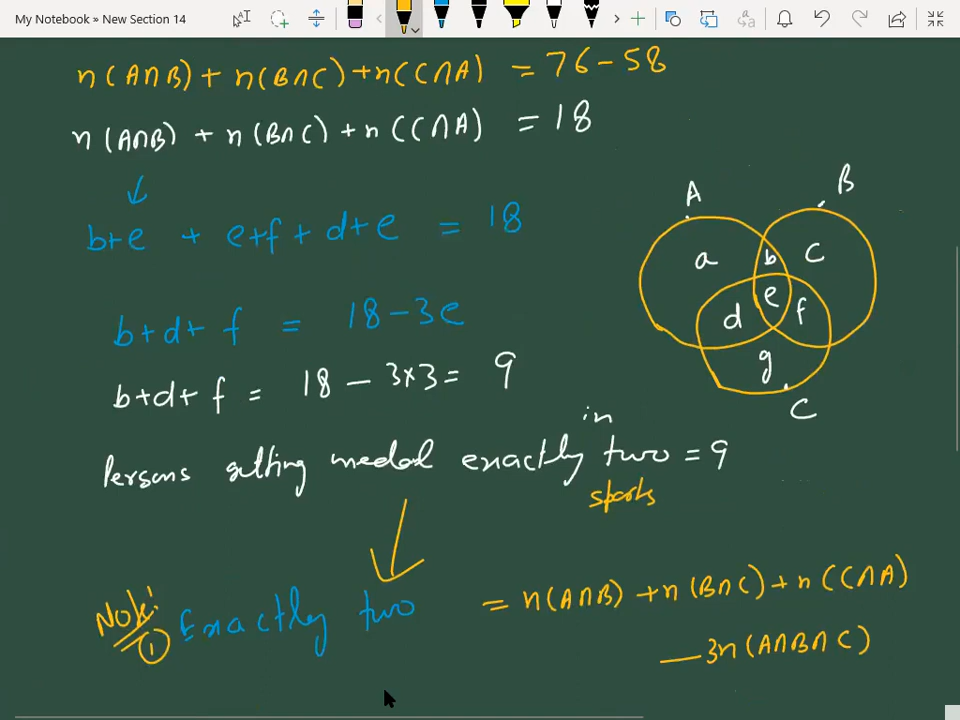 My Notebook » New Section 14
n(A∩B) + n(B∩C) + n(C∩A) = 76-58
n(A∩B) + n(B∩C) + n(C∩A) = 18
b+e + e+f + d+e = 18
A
B
a b c
d e f
g
C
b+d+f = 18-3e
b+d+f = 18 - 3×3 = 9
in
Persons getting medal exactly two = 9
sports
Note:
① Exactly two = n(A∩B) + n(B∩C) + n(C∩A)
- 3n(A∩B∩C)